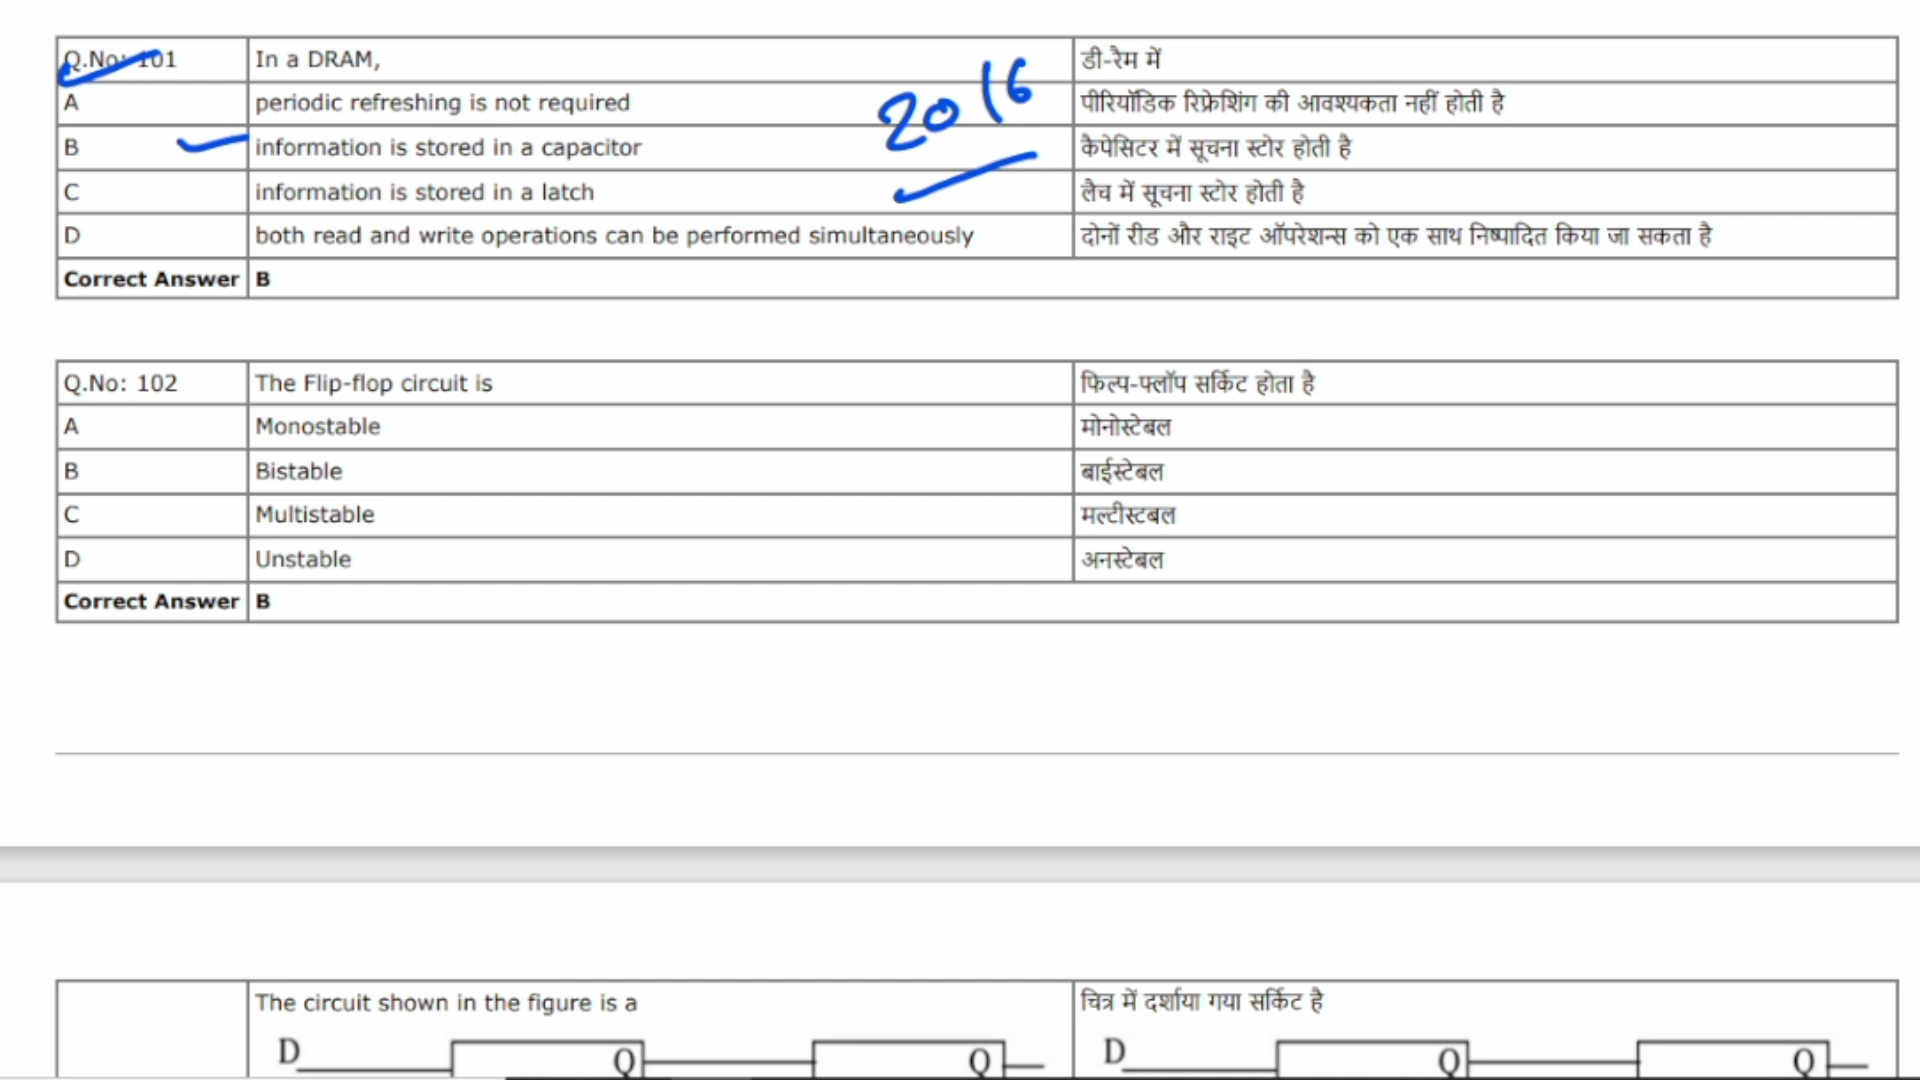 Q.No: 101 In a DRAM, डी-रैम में
2016
A periodic refreshing is not required पीरियॉडिक रिफ्रेशिंग की आवश्यकता नहीं होती है
B information is stored in a capacitor कैपेसिटर में सूचना स्टोर होती है
C information is stored in a latch लैच में सूचना स्टोर होती है
D both read and write operations can be performed simultaneously दोनों रीड और राइट ऑपरेशन्स को एक साथ निष्पादित किया जा सकता है
Correct Answer B
Q.No: 102 The Flip-flop circuit is फिल्प-फ्लॉप सर्किट होता है
A Monostable मोनोस्टेबल
B Bistable बाईस्टेबल
C Multistable मल्टीस्टबल
D Unstable अनस्टेबल
Correct Answer B
The circuit shown in the figure is a चित्र में दर्शाया गया सर्किट है
D Q Q D Q Q